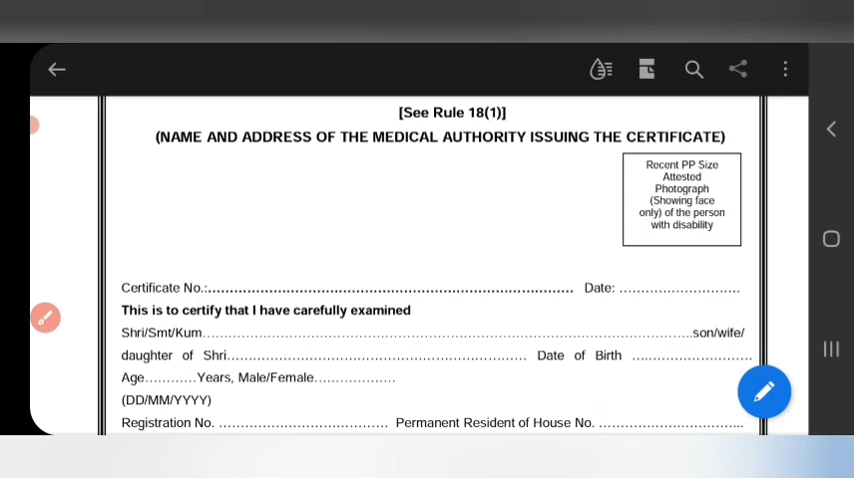 [See Rule 18(1)]
(NAME AND ADDRESS OF THE MEDICAL AUTHORITY ISSUING THE CERTIFICATE)
Recent PP Size
Attested
Photograph
(Showing face
only) of the person
with disability
Certificate No.:................................................................................... Date: ............................
This is to certify that I have carefully examined
Shri/Smt/Kum..................................................................................................................son/wife/
daughter of Shri..................................................................... Date of Birth ............................
Age............Years, Male/Female...................
(DD/MM/YYYY)
Registration No. ....................................... Permanent Resident of House No. .................................